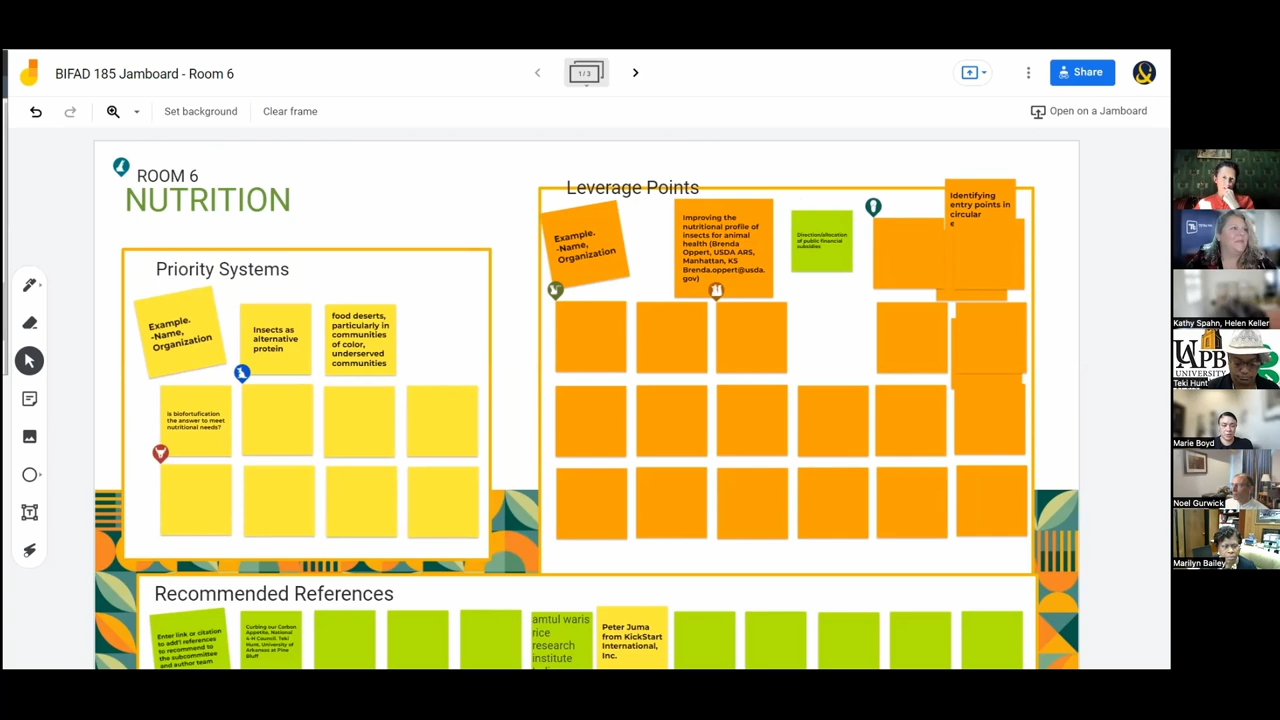 BIFAD 185 Jamboard - Room 6
1 / 3
Share
Set background
Clear frame
Open on a Jamboard
ROOM 6
NUTRITION
Priority Systems
Example.
-Name,
Organization
Insects as
alternative
protein
food deserts,
particularly in
communities
of color,
underserved
communities
is biofortufication
the answer to meet
nutritional needs?
Leverage Points
Example.
-Name,
Organization
Improving the
nutritional profile of
insects for animal
health (Brenda
Oppert, USDA ARS,
Manhattan, KS
Brenda.oppert@usda.
gov)
Direction/allocation
of public financial
subsidies
Identifying
entry points in
circular
e
Recommended References
Enter link or citation
to add'l references
to recommend to
the subcommittee
and author team
Curbing our Carbon
Appetite, National
4-H Council. Teki
Hunt, University of
Arkansas at Pine
Bluff
amtul waris
rice
research
institute
Peter Juma
from KickStart
International,
Inc.
Kathy Spahn, Helen Keller
UAPB
UNIVERSITY
Teki Hunt
Marie Boyd
Noel Gurwick
Marilyn Bailey